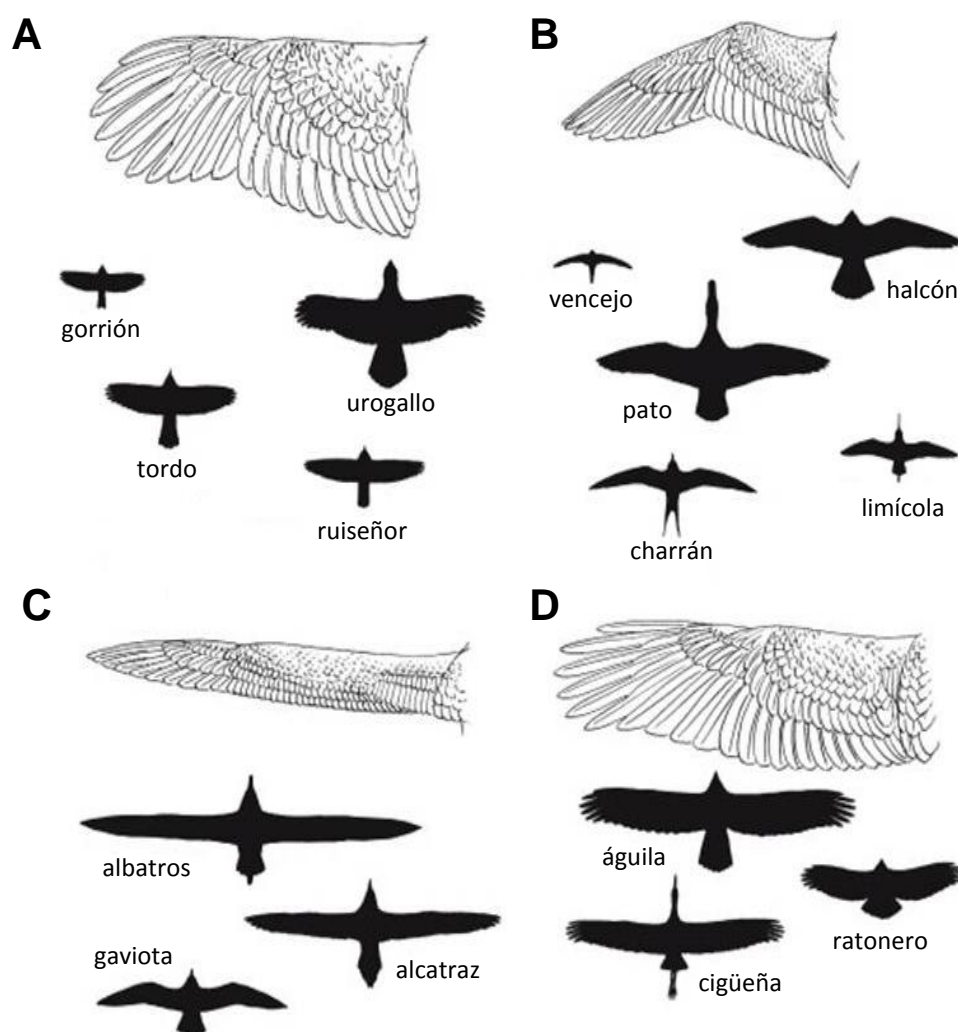 A
B
gorrión
urogallo
tordo
ruiseñor
vencejo
halcón
pato
limícola
charrán
C
D
albatros
gaviota
alcatraz
águila
ratonero
cigüeña